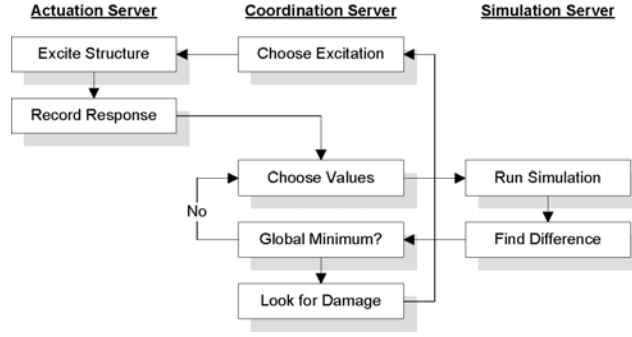 Actuation Server
Coordination Server
Simulation Server
Excite Structure
Choose Excitation
Record Response
Choose Values
Run Simulation
No
Global Minimum?
Find Difference
Look for Damage